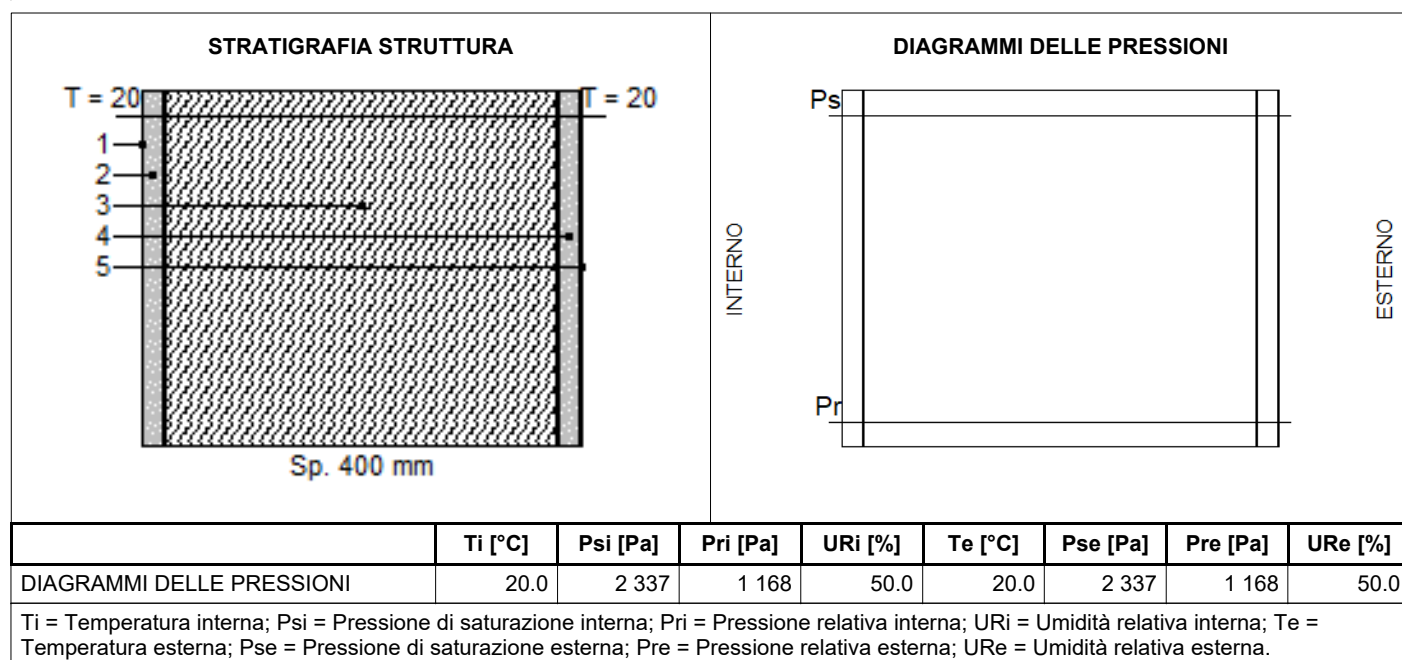 STRATIGRAFIA STRUTTURA
T = 20
T = 20
1
2
3
4
5
Sp. 400 mm
DIAGRAMMI DELLE PRESSIONI
Ps
Pr
INTERNO
ESTERNO
Ti [°C] Psi [Pa] Pri [Pa] URi [%] Te [°C] Pse [Pa] Pre [Pa] URe [%]
DIAGRAMMI DELLE PRESSIONI 20.0 2 337 1 168 50.0 20.0 2 337 1 168 50.0
Ti = Temperatura interna; Psi = Pressione di saturazione interna; Pri = Pressione relativa interna; URi = Umidità relativa interna; Te =
Temperatura esterna; Pse = Pressione di saturazione esterna; Pre = Pressione relativa esterna; URe = Umidità relativa esterna.